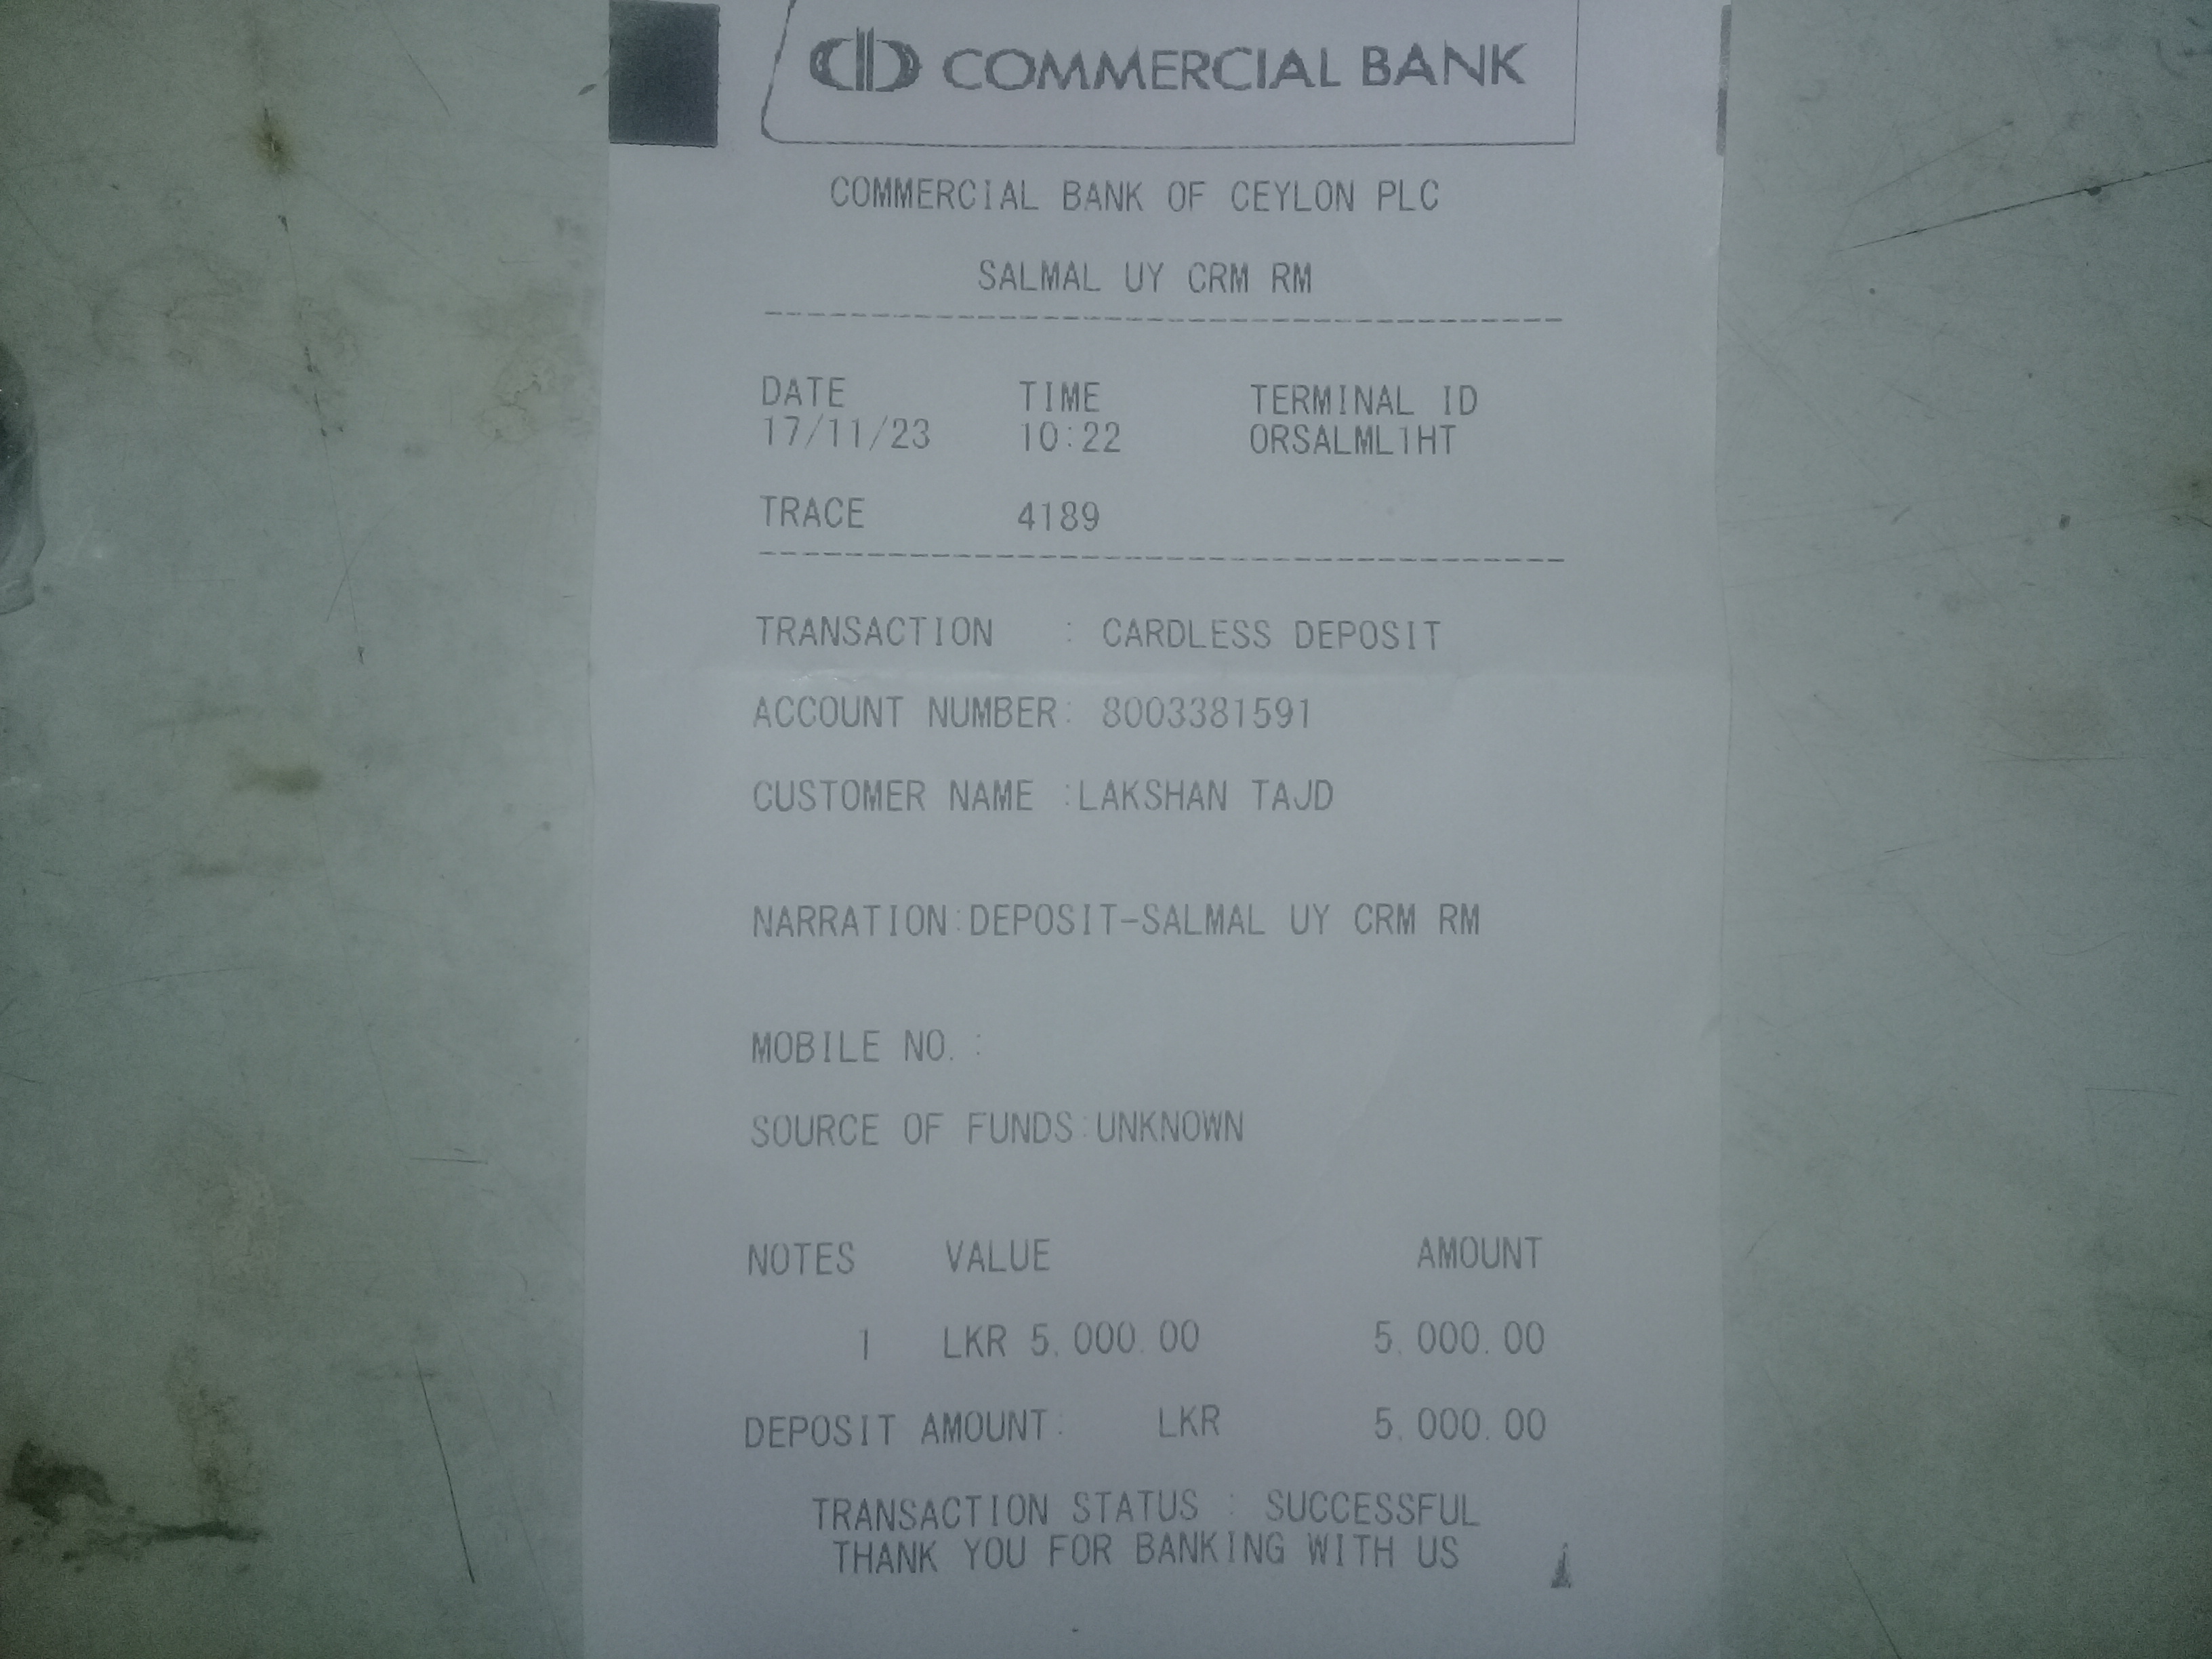 COMMERCIAL BANK
COMMERCIAL BANK OF CEYLON PLC
SALMAL UY CRM RM
DATE TIME TERMINAL ID
17/11/23 10:22 ORSALML1HT
TRACE 4189
TRANSACTION : CARDLESS DEPOSIT
ACCOUNT NUMBER: 8003381591
CUSTOMER NAME :LAKSHAN TAJD
NARRATION:DEPOSIT-SALMAL UY CRM RM
MOBILE NO. :
SOURCE OF FUNDS:UNKNOWN
NOTES VALUE AMOUNT
1 LKR 5,000.00 5,000.00
DEPOSIT AMOUNT: LKR 5,000.00
TRANSACTION STATUS : SUCCESSFUL
THANK YOU FOR BANKING WITH US